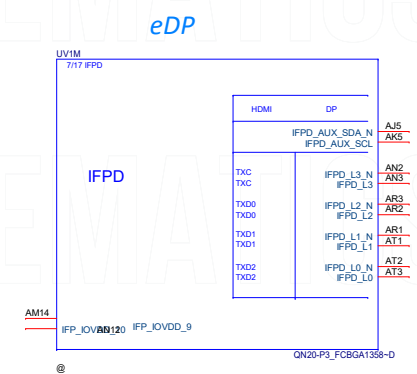 eDP
UV1M
7/17 IFPD
HDMI DP
IFPD_AUX_SDA_N AJ5
IFPD_AUX_SCL AK5
IFPD
TXC IFPD_L3_N AN2
TXC IFPD_L3 AN3
TXD0 IFPD_L2_N AR3
TXD0 IFPD_L2 AR2
TXD1 IFPD_L1_N AR1
TXD1 IFPD_L1 AT1
TXD2 IFPD_L0_N AT2
TXD2 IFPD_L0 AT3
AM14
AN12 IFP_IOVDD_9
QN20-P3_FCBGA1358~D
@